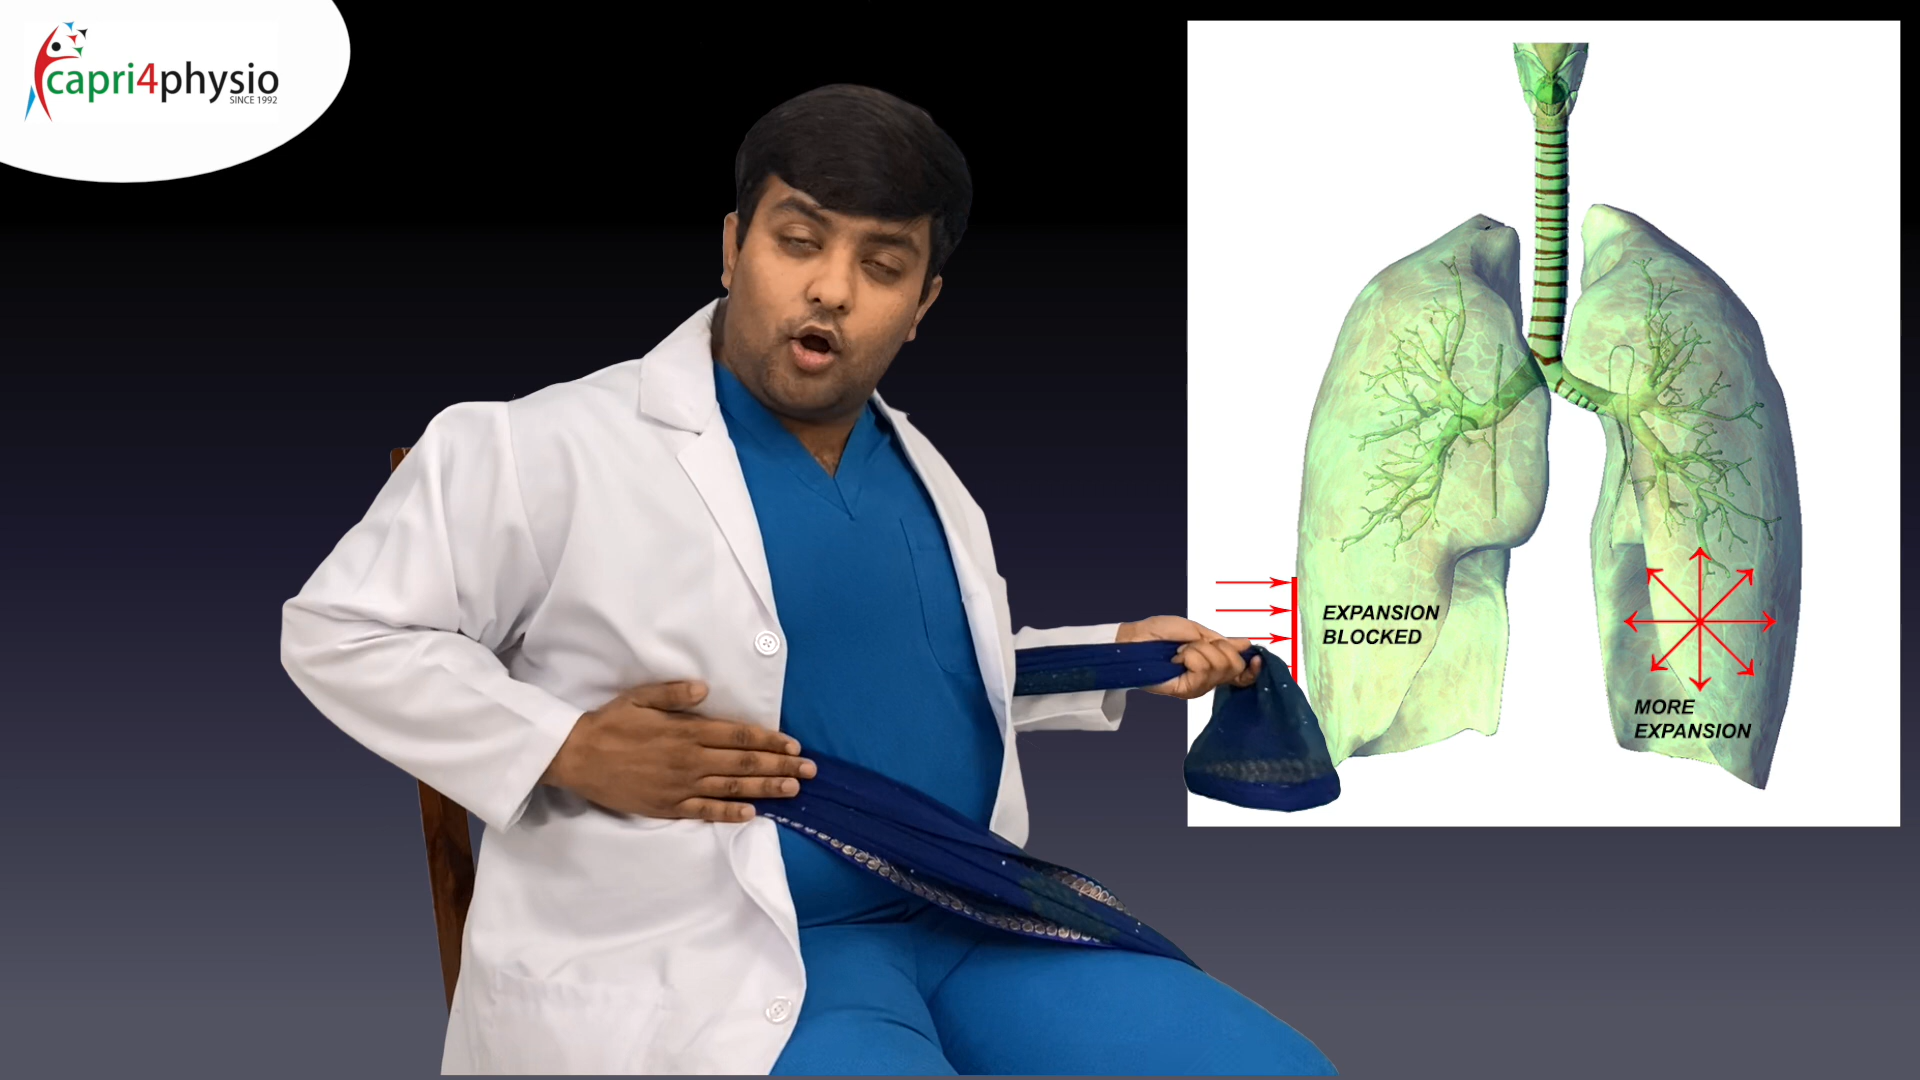 capri4physio
SINCE 1992
EXPANSION
BLOCKED
MORE
EXPANSION